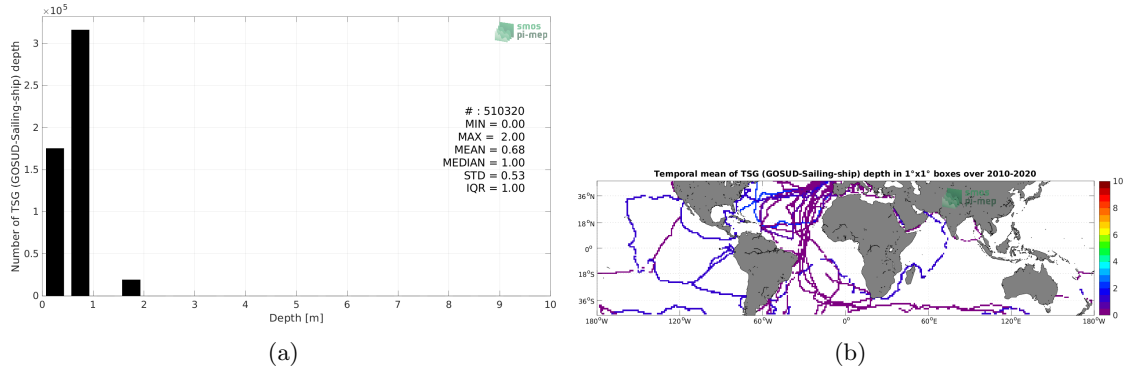 ×10⁵
smos
pi-mep
Number of TSG (GOSUD-Sailing-ship) depth
3
2.5
2
1.5
1
0.5
0
# : 510320
MIN = 0.00
MAX = 2.00
MEAN = 0.68
MEDIAN = 1.00
STD = 0.53
IQR = 1.00
0 1 2 3 4 5 6 7 8 9 10
Depth [m]
(a)
Temporal mean of TSG (GOSUD-Sailing-ship) depth in 1°x1° boxes over 2010-2020
smos
pi-mep
36°N
18°N
0°
18°S
36°S
180°W 120°W 60°W 0° 60°E 120°E 180°W
10
8
6
4
2
0
(b)